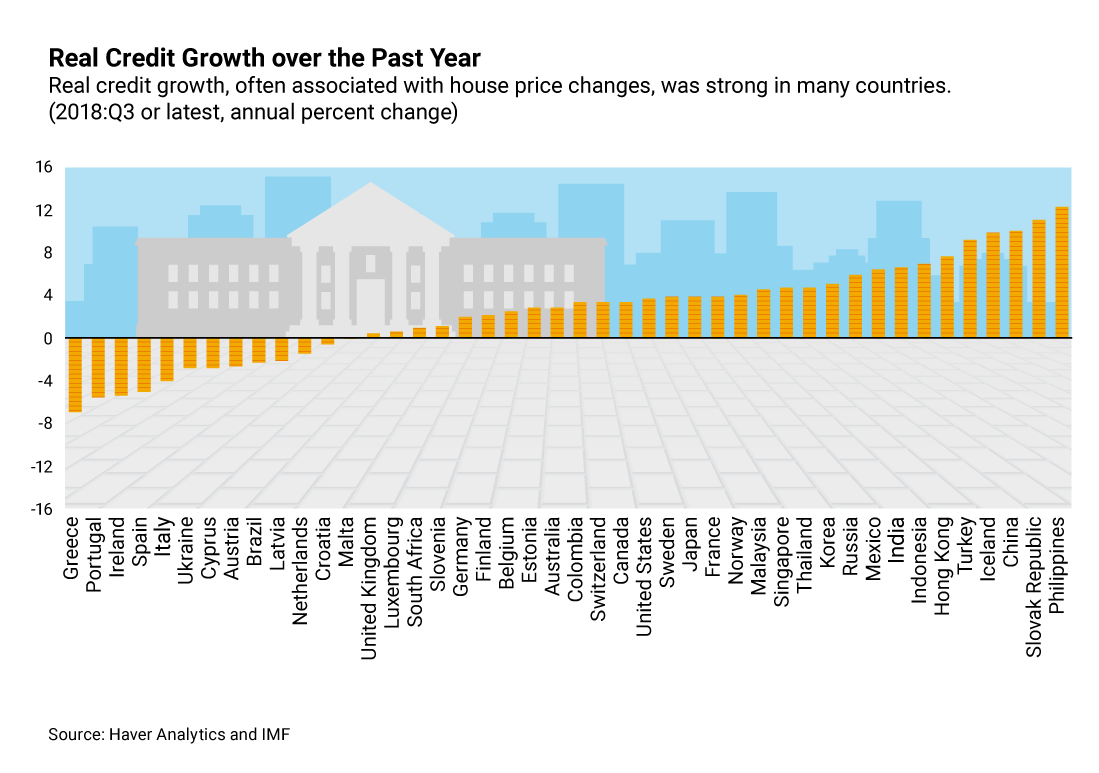 Real Credit Growth over the Past Year
Real credit growth, often associated with house price changes, was strong in many countries.
(2018:Q3 or latest, annual percent change)
16
12
8
4
0
-4
-8
-12
-16
Greece
Portugal
Ireland
Spain
Italy
Ukraine
Cyprus
Austria
Brazil
Latvia
Netherlands
Croatia
Malta
United Kingdom
Luxembourg
South Africa
Slovenia
Germany
Finland
Belgium
Estonia
Australia
Colombia
Switzerland
Canada
United States
Sweden
Japan
France
Norway
Malaysia
Singapore
Thailand
Korea
Russia
Mexico
India
Indonesia
Hong Kong
Turkey
Iceland
China
Slovak Republic
Philippines
Source: Haver Analytics and IMF